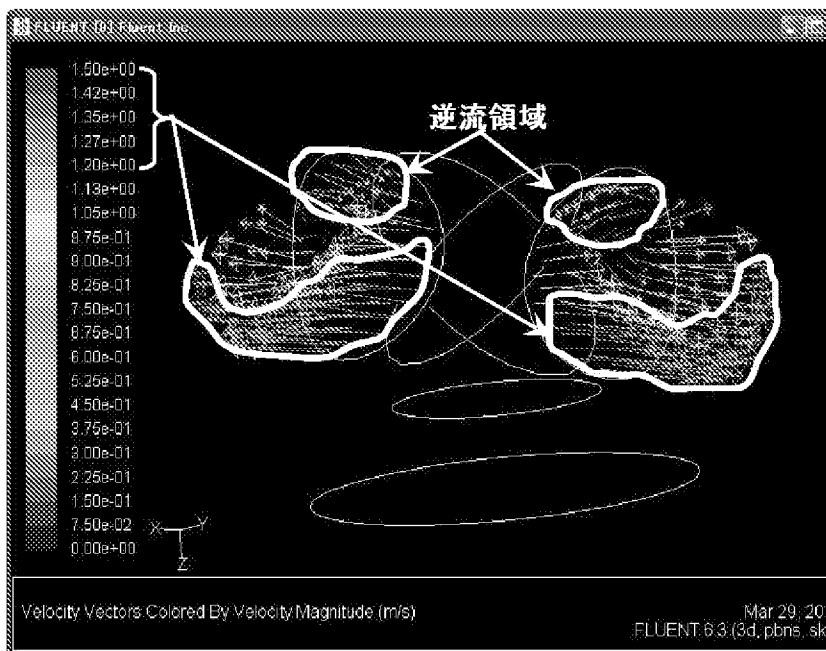 FLUENT [0] Fluent Inc
1.50e+00
1.42e+00
1.35e+00
1.27e+00
1.20e+00
1.13e+00
1.05e+00
9.75e-01
9.00e-01
8.25e-01
7.50e-01
6.75e-01
6.00e-01
5.25e-01
4.50e-01
3.75e-01
3.00e-01
2.25e-01
1.50e-01
7.50e-02
0.00e+00
逆流領域
X Y
Z
Velocity Vectors Colored By Velocity Magnitude (m/s)
Mar 29, 20
FLUENT 6.3 (3d, pbns, sk